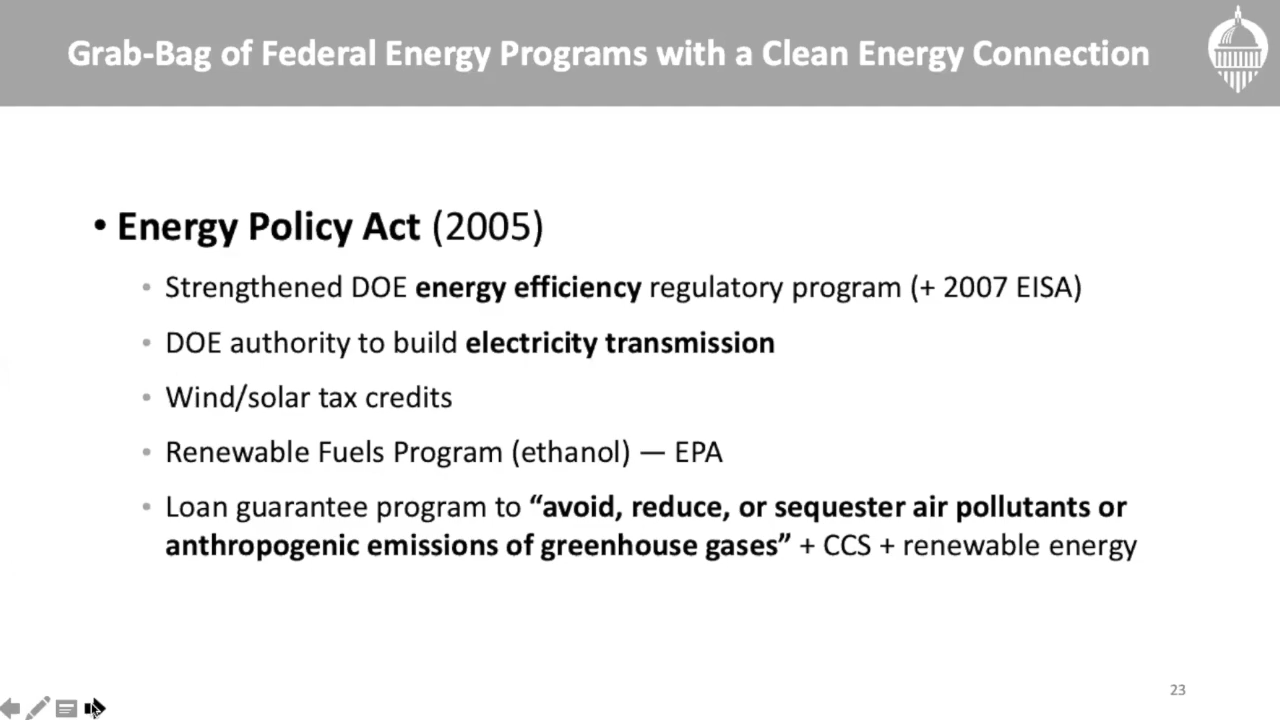 Grab-Bag of Federal Energy Programs with a Clean Energy Connection
• Energy Policy Act (2005)
• Strengthened DOE energy efficiency regulatory program (+ 2007 EISA)
• DOE authority to build electricity transmission
• Wind/solar tax credits
• Renewable Fuels Program (ethanol) — EPA
• Loan guarantee program to “avoid, reduce, or sequester air pollutants or
anthropogenic emissions of greenhouse gases” + CCS + renewable energy
23